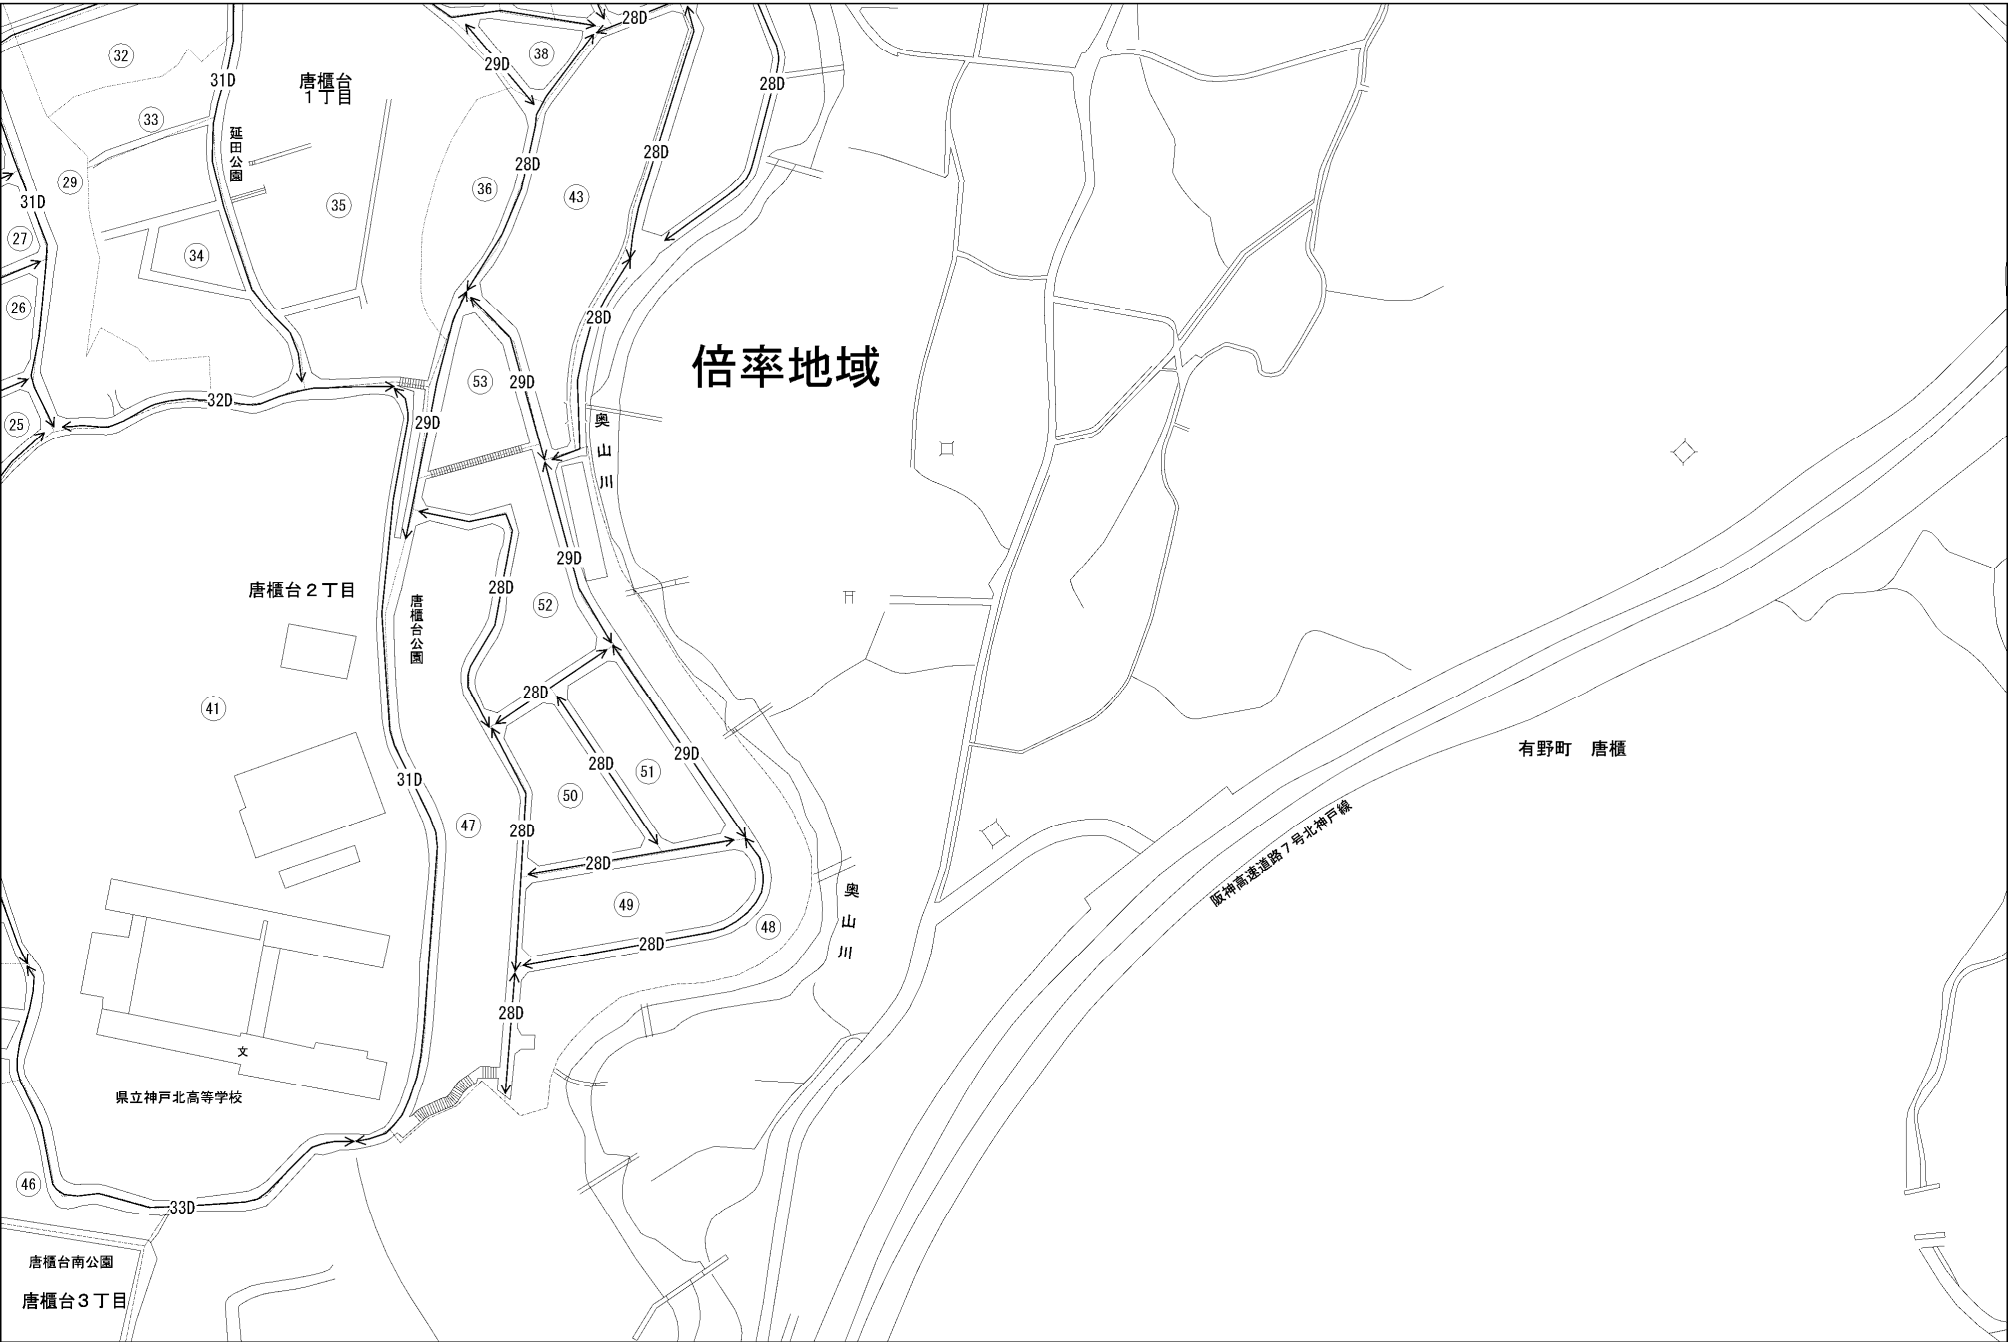 28D
32
31D
唐櫃台
１丁目
29D
38
28D
33
延田公園
28D
28D
29
36
43
31D
35
27
34
26
28D
倍率地域
53
29D
32D
25
29D
奥山川
29D
28D
唐櫃台２丁目
唐櫃台公園
52
28D
41
有野町　唐櫃
29D
28D
51
31D
50
47
28D
阪神高速道路７号北神戸線
28D
奥山川
49
48
28D
28D
文
県立神戸北高等学校
46
33D
唐櫃台南公園
唐櫃台３丁目